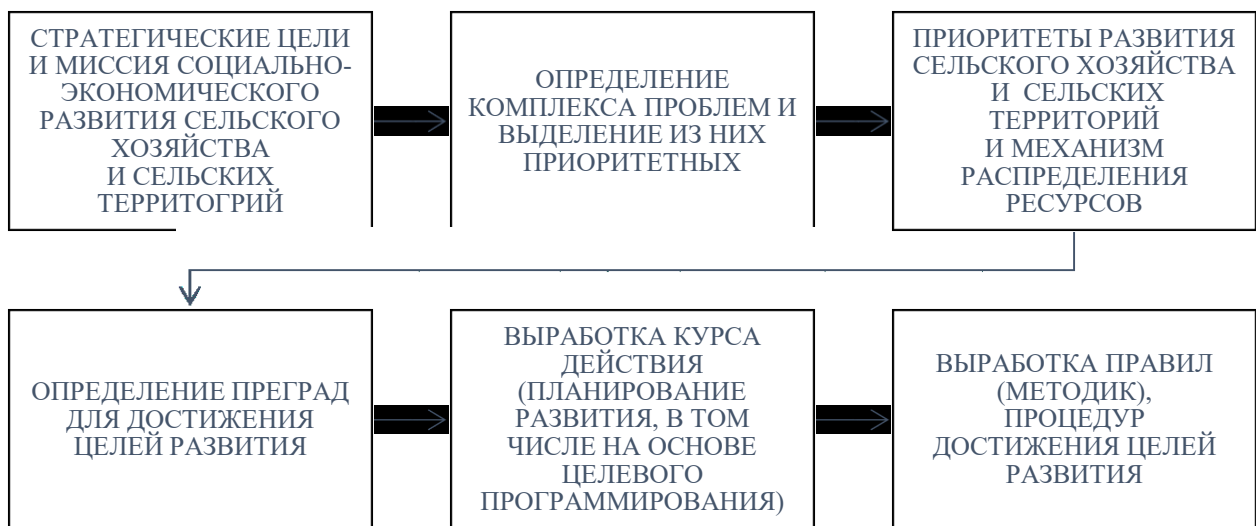 СТРАТЕГИЧЕСКИЕ ЦЕЛИ
И МИССИЯ СОЦИАЛЬНО-
ЭКОНОМИЧЕСКОГО
РАЗВИТИЯ СЕЛЬСКОГО
ХОЗЯЙСТВА
И СЕЛЬСКИХ
ТЕРРИТОГРИЙ
ОПРЕДЕЛЕНИЕ
КОМПЛЕКСА ПРОБЛЕМ И
ВЫДЕЛЕНИЕ ИЗ НИХ
ПРИОРИТЕТНЫХ
ПРИОРИТЕТЫ РАЗВИТИЯ
СЕЛЬСКОГО ХОЗЯЙСТВА
И СЕЛЬСКИХ
ТЕРРИТОРИЙ
И МЕХАНИЗМ
РАСПРЕДЕЛЕНИЯ
РЕСУРСОВ
ОПРЕДЕЛЕНИЕ ПРЕГРАД
ДЛЯ ДОСТИЖЕНИЯ
ЦЕЛЕЙ РАЗВИТИЯ
ВЫРАБОТКА КУРСА
ДЕЙСТВИЯ
(ПЛАНИРОВАНИЕ
РАЗВИТИЯ, В ТОМ
ЧИСЛЕ НА ОСНОВЕ
ЦЕЛЕВОГО
ПРОГРАММИРОВАНИЯ)
ВЫРАБОТКА ПРАВИЛ
(МЕТОДИК),
ПРОЦЕДУР
ДОСТИЖЕНИЯ ЦЕЛЕЙ
РАЗВИТИЯ